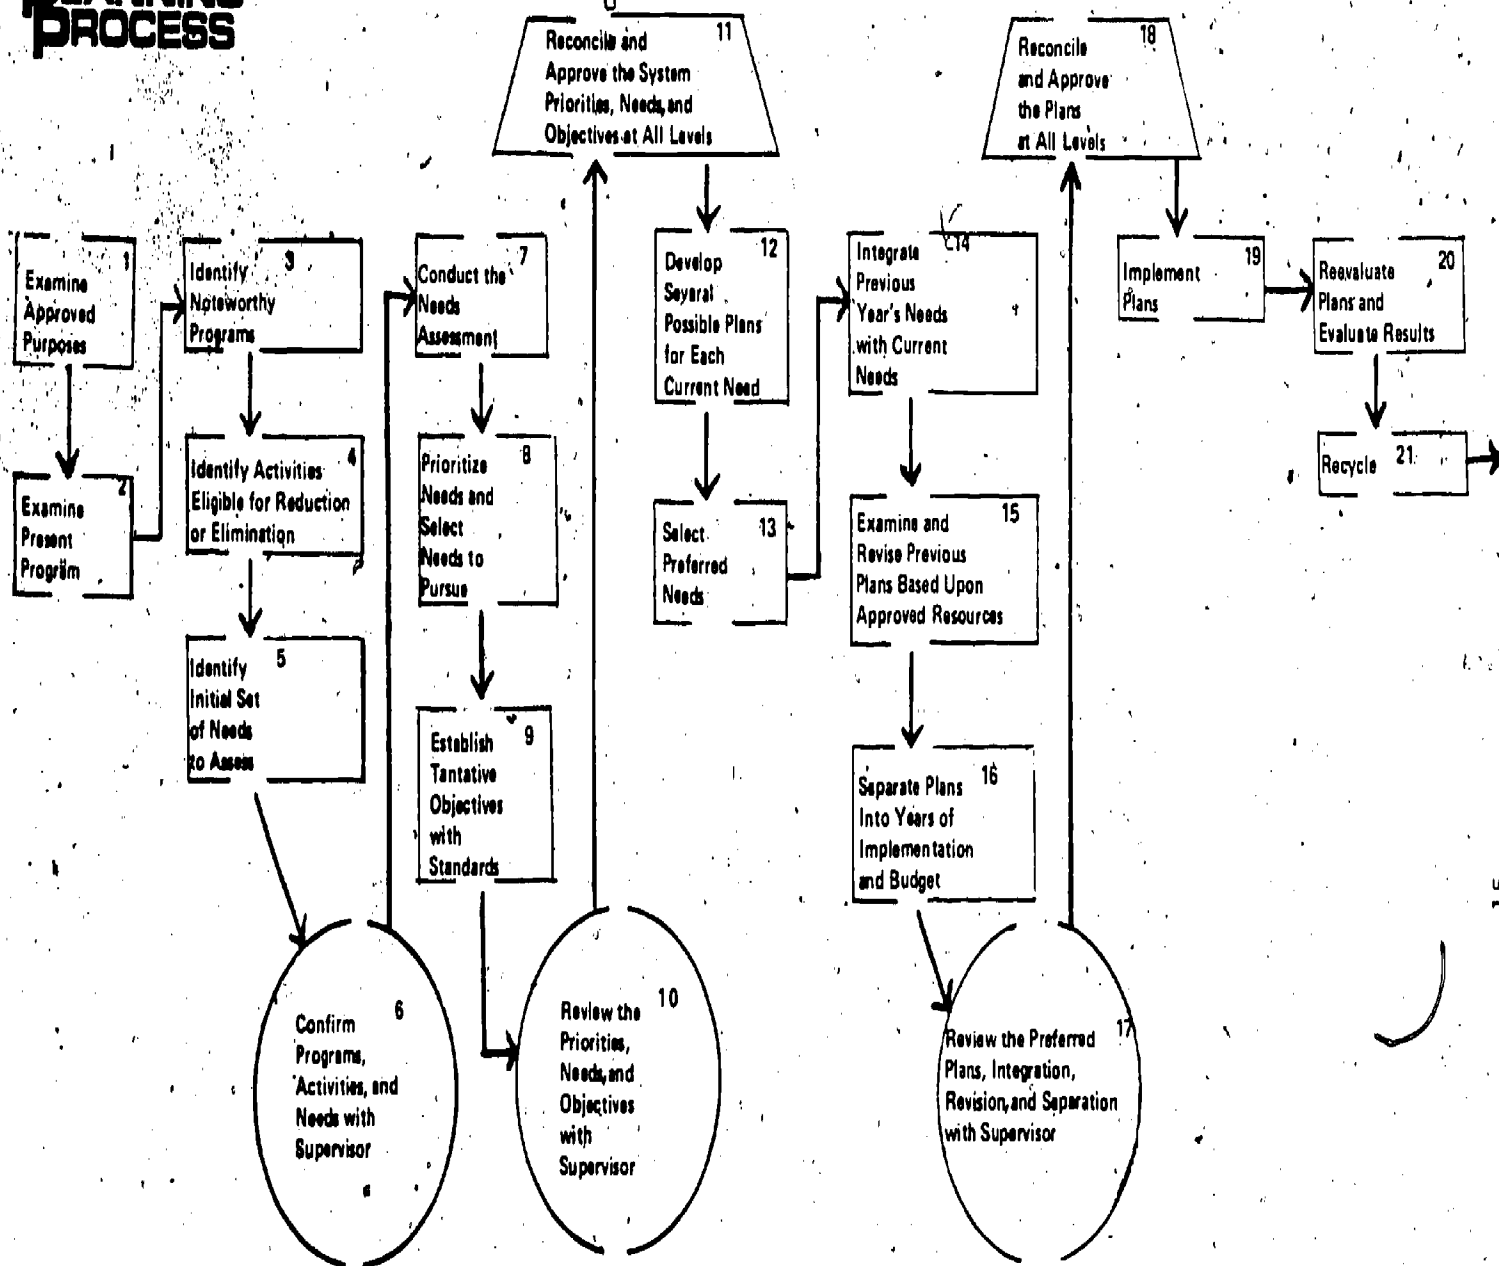 PLANNING
PROCESS
1
Examine
Approved
Purposes
2
Examine
Present
Program
3
Identify
Noteworthy
Programs
4
Identify Activities
Eligible for Reduction
or Elimination
5
Identify
Initial Set
of Needs
to Assess
6
Confirm
Programs,
Activities, and
Needs with
Supervisor
7
Conduct the
Needs
Assessment
8
Prioritize
Needs and
Select
Needs to
Pursue
9
Establish
Tantative
Objectives
with
Standards
10
Review the
Priorities,
Needs, and
Objectives
with
Supervisor
11
Reconcile and
Approve the System
Priorities, Needs, and
Objectives at All Levels
12
Develop
Several
Possible Plans
for Each
Current Need
13
Select
Preferred
Needs
14
Integrate
Previous
Year's Needs
with Current
Needs
15
Examine and
Revise Previous
Plans Based Upon
Approved Resources
16
Separate Plans
Into Years of
Implementation
and Budget
17
Review the Preferred
Plans, Integration,
Revision, and Separation
with Supervisor
18
Reconcile
and Approve
the Plans
at All Levels
19
Implement
Plans
20
Reevaluate
Plans and
Evaluate Results
21
Recycle